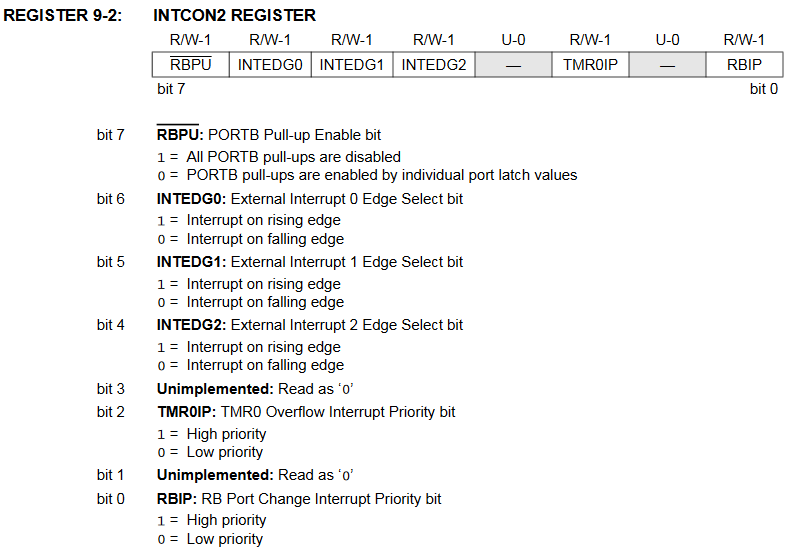 REGISTER 9-2: INTCON2 REGISTER
R/W-1 R/W-1 R/W-1 R/W-1 U-0 R/W-1 U-0 R/W-1
RBPU INTEDG0 INTEDG1 INTEDG2 — TMR0IP — RBIP
bit 7 bit 0
bit 7 RBPU: PORTB Pull-up Enable bit
1 = All PORTB pull-ups are disabled
0 = PORTB pull-ups are enabled by individual port latch values
bit 6 INTEDG0: External Interrupt 0 Edge Select bit
1 = Interrupt on rising edge
0 = Interrupt on falling edge
bit 5 INTEDG1: External Interrupt 1 Edge Select bit
1 = Interrupt on rising edge
0 = Interrupt on falling edge
bit 4 INTEDG2: External Interrupt 2 Edge Select bit
1 = Interrupt on rising edge
0 = Interrupt on falling edge
bit 3 Unimplemented: Read as ‘0’
bit 2 TMR0IP: TMR0 Overflow Interrupt Priority bit
1 = High priority
0 = Low priority
bit 1 Unimplemented: Read as ‘0’
bit 0 RBIP: RB Port Change Interrupt Priority bit
1 = High priority
0 = Low priority